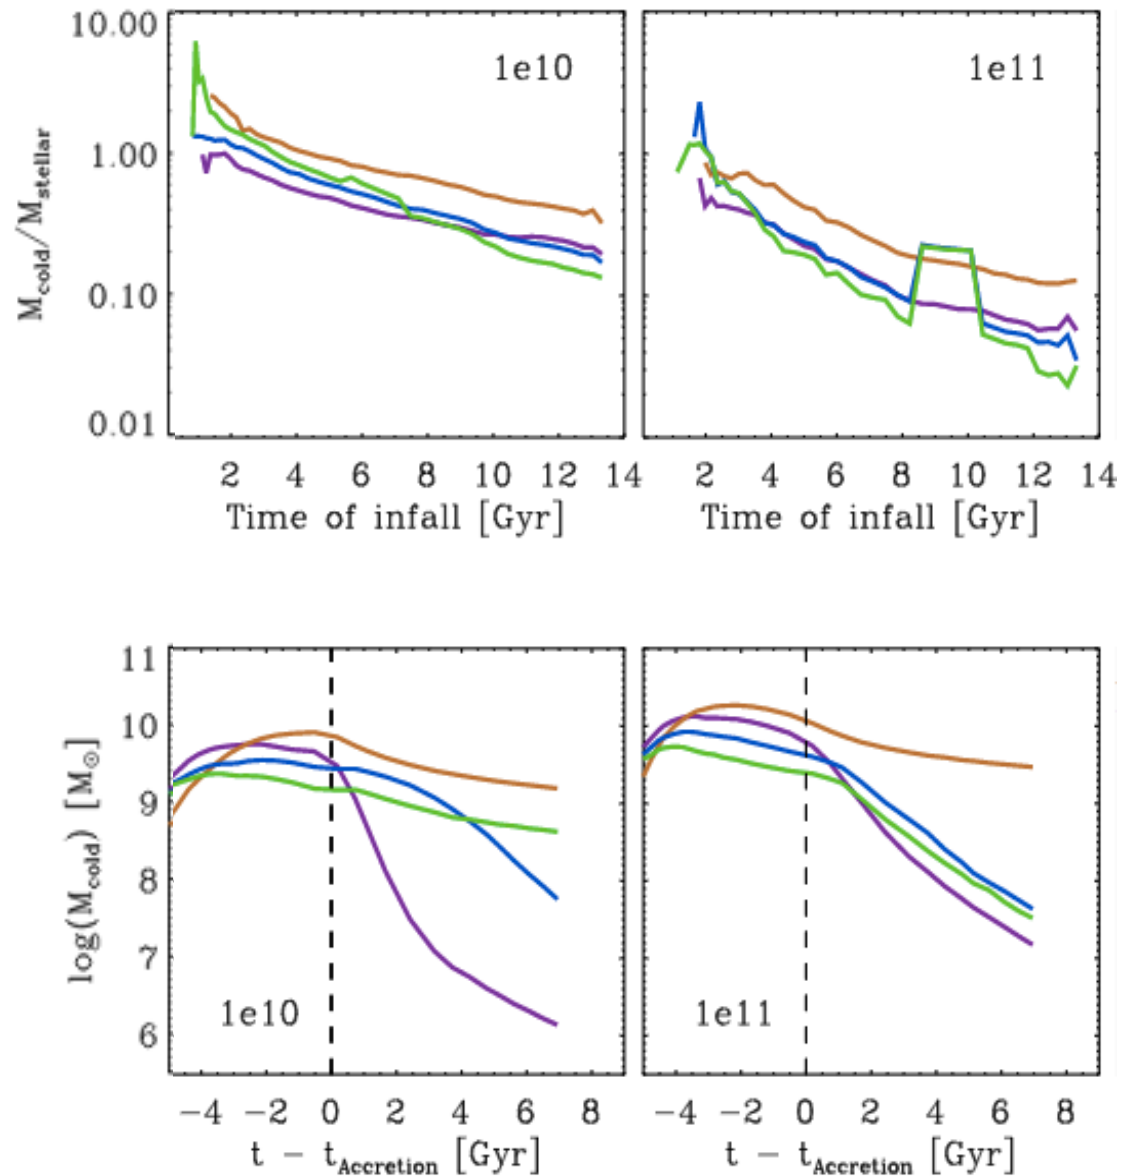 10.00
1.00
0.10
0.01
M_cold/M_stellar
1e10
1e11
2 4 6 8 10 12 14
2 4 6 8 10 12 14
Time of infall [Gyr]
Time of infall [Gyr]
11
10
9
8
7
6
log(M_cold) [M_⊙]
1e10
1e11
−4 −2 0 2 4 6 8
−4 −2 0 2 4 6 8
t − t_Accretion [Gyr]
t − t_Accretion [Gyr]